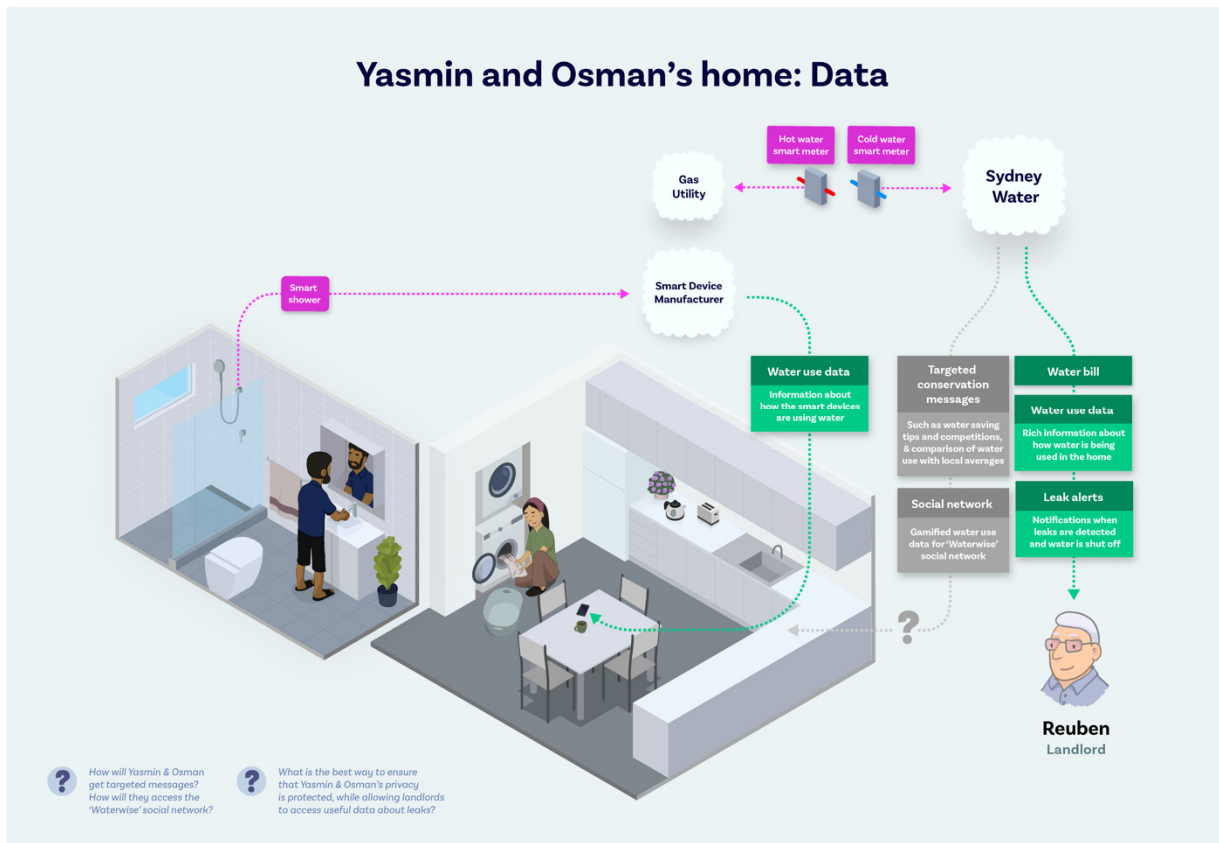 Yasmin and Osman's home: Data
Hot water
smart meter
Cold water
smart meter
Gas
Utility
Sydney
Water
Smart
shower
Smart Device
Manufacturer
Water use data
Information about
how the smart devices
are using water
Targeted
conservation
messages
Such as water saving
tips and competitions,
& comparison of water
use with local averages
Social network
Gamified water use
data for 'Waterwise'
social network
Water bill
Water use data
Rich information about
how water is being
used in the home
Leak alerts
Notifications when
leaks are detected
and water is shut off
?
Reuben
Landlord
?
How will Yasmin & Osman
get targeted messages?
How will they access the
'Waterwise' social network?
?
What is the best way to ensure
that Yasmin & Osman's privacy
is protected, while allowing landlords
to access useful data about leaks?